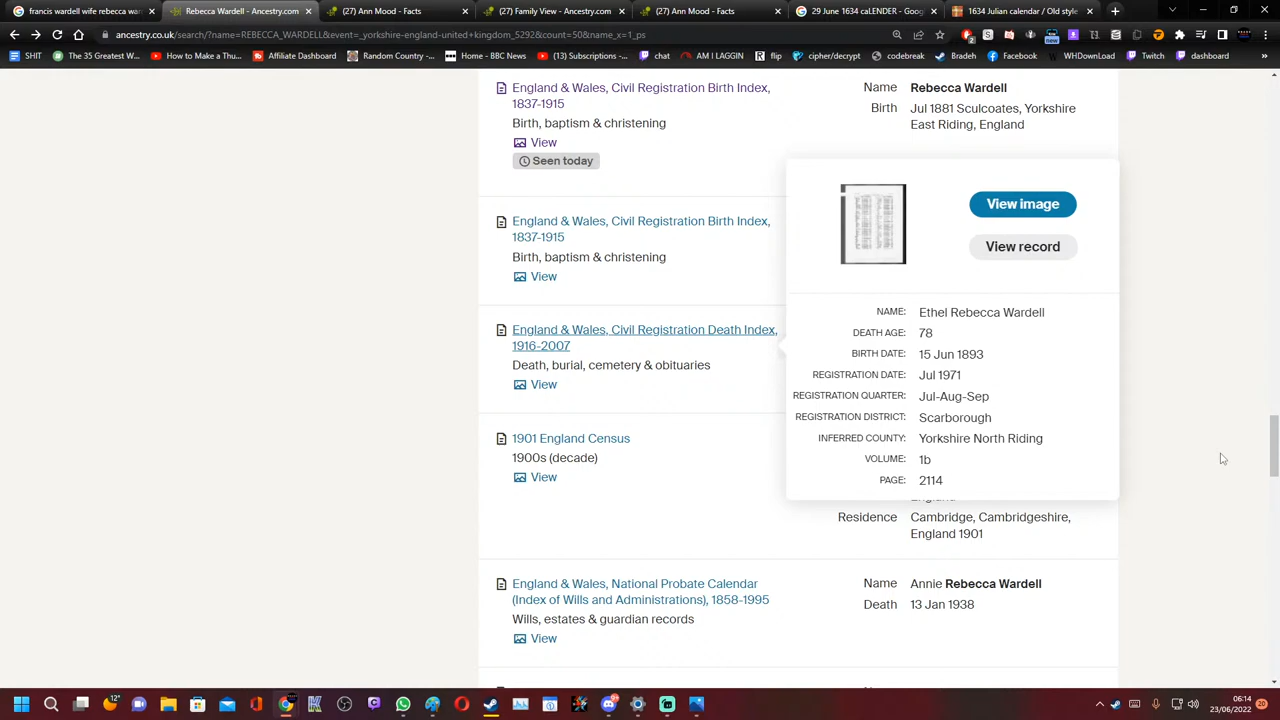 francis wardell wife rebecca war
Rebecca Wardell - Ancestry.com
(27) Ann Mood - Facts
(27) Family View - Ancestry.com
(27) Ann Mood - Facts
29 June 1634 caLENDER - Goog
1634 Julian calendar / Old style
ancestry.co.uk/search/?name=REBECCA_WARDELL&event=_yorkshire-england-united+kingdom_5292&count=50&name_x=1_ps
SHIT
The 35 Greatest W...
How to Make a Thu...
Affiliate Dashboard
Random Country -...
Home - BBC News
(1) Subscriptions -...
chat
AM I LAGGIN
flip
cipher/decrypt
codebreak
Bradeh
Facebook
WHDownLoad
Twitch
dashboard
England & Wales, Civil Registration Birth Index,
1837-1915
Birth, baptism & christening
View
Seen today
Name Rebecca Wardell
Birth Jul 1881 Sculcoates, Yorkshire
East Riding, England
England & Wales, Civil Registration Birth Index,
1837-1915
Birth, baptism & christening
View
View image
View record
NAME: Ethel Rebecca Wardell
DEATH AGE: 78
BIRTH DATE: 15 Jun 1893
REGISTRATION DATE: Jul 1971
REGISTRATION QUARTER: Jul-Aug-Sep
REGISTRATION DISTRICT: Scarborough
INFERRED COUNTY: Yorkshire North Riding
VOLUME: 1b
PAGE: 2114
England & Wales, Civil Registration Death Index,
1916-2007
Death, burial, cemetery & obituaries
View
1901 England Census
1900s (decade)
View
England
Residence Cambridge, Cambridgeshire,
England 1901
England & Wales, National Probate Calendar
(Index of Wills and Administrations), 1858-1995
Wills, estates & guardian records
View
Name Annie Rebecca Wardell
Death 13 Jan 1938
12°
06:14
23/06/2022
20